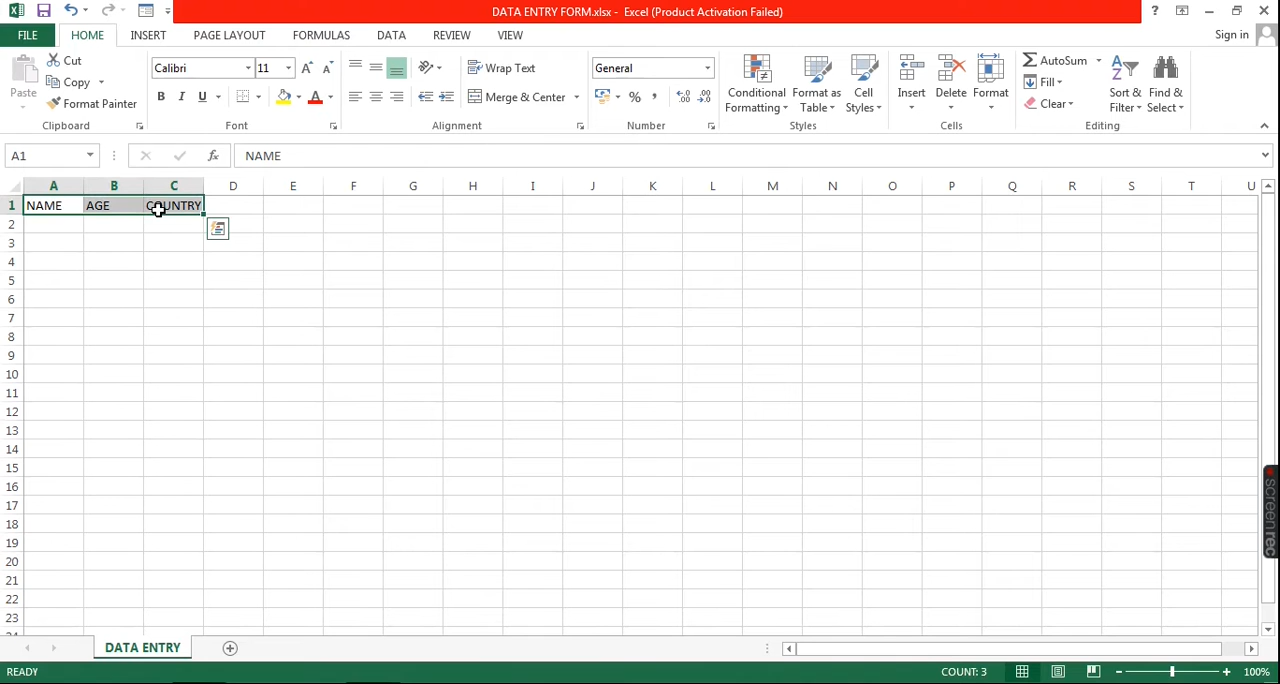 DATA ENTRY FORM.xlsx - Excel (Product Activation Failed)
FILE HOME INSERT PAGE LAYOUT FORMULAS DATA REVIEW VIEW Sign in
Paste Cut Copy Format Painter Clipboard
Calibri 11 B I U A Font
Wrap Text Merge & Center Alignment
General % , Number
Conditional Formatting Format as Table Cell Styles Styles
Insert Delete Format Cells
AutoSum Fill Clear Sort & Filter Find & Select Editing
A1 fx NAME
A B C D E F G H I J K L M N O P Q R S T U
1 NAME AGE COUNTRY
2
3
4
5
6
7
8
9
10
11
12
13
14
15
16
17
18
19
20
21
22
23
screenrec
DATA ENTRY
READY COUNT: 3 100%